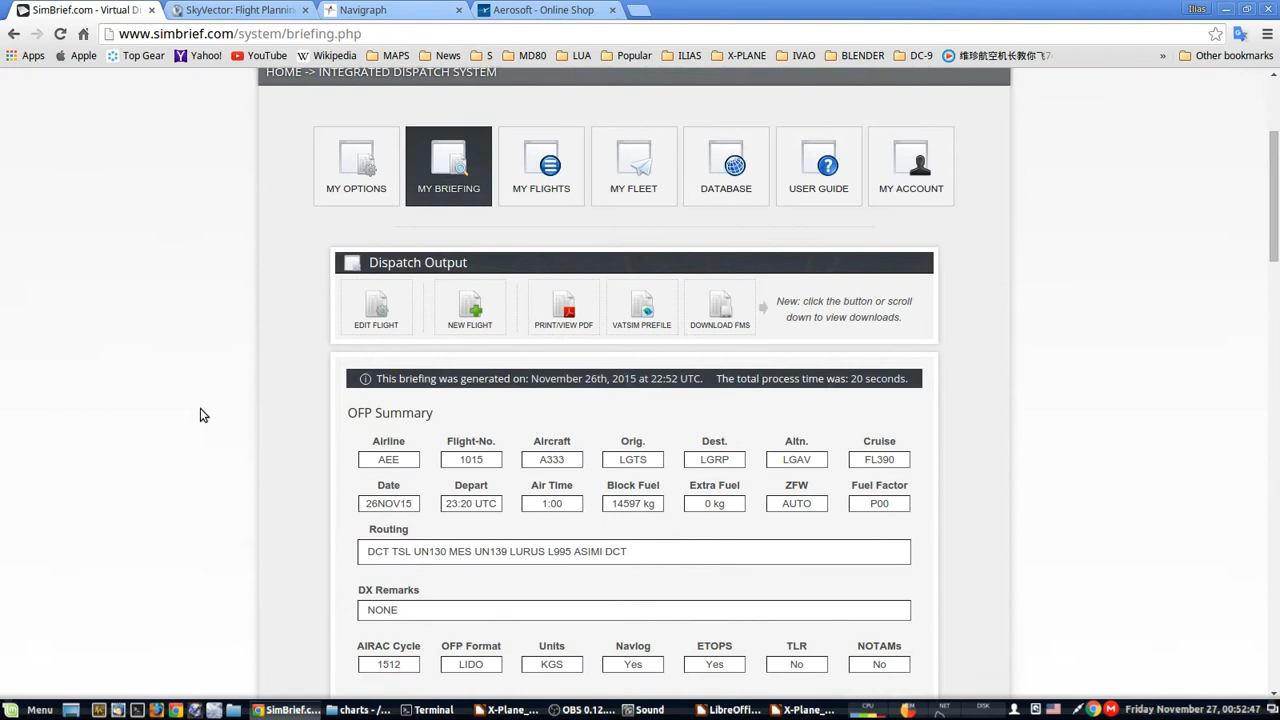 SimBrief.com - Virtual D
SkyVector: Flight Plannin
Navigraph
Aerosoft - Online Shop
Ilias
www.simbrief.com/system/briefing.php
Apps
Apple
Top Gear
Yahoo!
YouTube
Wikipedia
MAPS
News
S
MD80
LUA
Popular
ILIAS
X-PLANE
IVAO
BLENDER
DC-9
»
Other bookmarks
HOME -> INTEGRATED DISPATCH SYSTEM
MY OPTIONS
MY BRIEFING
MY FLIGHTS
MY FLEET
DATABASE
USER GUIDE
MY ACCOUNT
Dispatch Output
EDIT FLIGHT
NEW FLIGHT
PRINT/VIEW PDF
VATSIM PREFILE
DOWNLOAD FMS
New: click the button or scroll
down to view downloads.
This briefing was generated on: November 26th, 2015 at 22:52 UTC. The total process time was: 20 seconds.
OFP Summary
Airline Flight-No. Aircraft Orig. Dest. Altn. Cruise
AEE 1015 A333 LGTS LGRP LGAV FL390
Date Depart Air Time Block Fuel Extra Fuel ZFW Fuel Factor
26NOV15 23:20 UTC 1:00 14597 kg 0 kg AUTO P00
Routing
DCT TSL UN130 MES UN139 LURUS L995 ASIMI DCT
DX Remarks
NONE
AIRAC Cycle OFP Format Units Navlog ETOPS TLR NOTAMs
1512 LIDO KGS Yes Yes No No
Menu
SimBrief.c...
charts - /...
Terminal
X-Plane_...
OBS 0.12....
Sound
LibreOffi...
X-Plane_...
CPU
MEM
NET
DISK
Friday November 27, 00:52:47